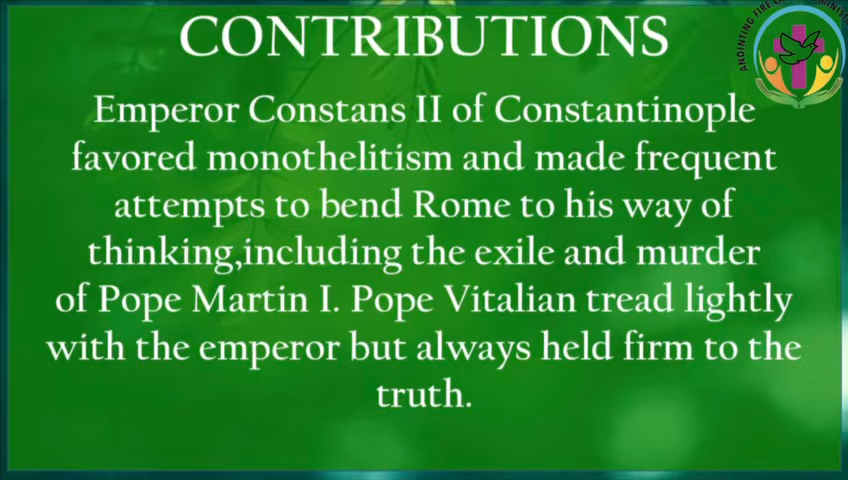 CONTRIBUTIONS
Emperor Constans II of Constantinople
favored monothelitism and made frequent
attempts to bend Rome to his way of
thinking,including the exile and murder
of Pope Martin I. Pope Vitalian tread lightly
with the emperor but always held firm to the
truth.
ANOINTING FIRE